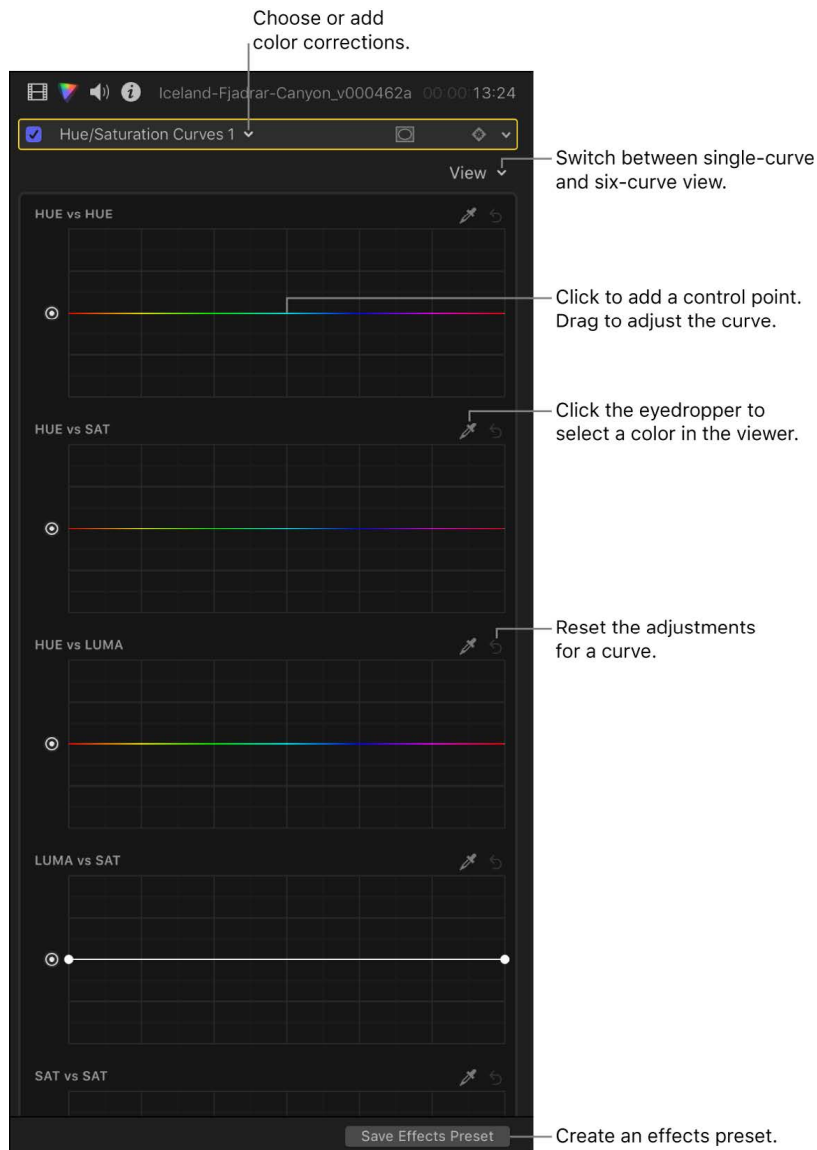 Choose or add
color corrections.
Iceland-Fjadrar-Canyon_v000462a 00:00:13:24
Hue/Saturation Curves 1
View
Switch between single-curve
and six-curve view.
HUE vs HUE
Click to add a control point.
Drag to adjust the curve.
Click the eyedropper to
select a color in the viewer.
HUE vs SAT
Reset the adjustments
for a curve.
HUE vs LUMA
LUMA vs SAT
SAT vs SAT
Save Effects Preset
Create an effects preset.